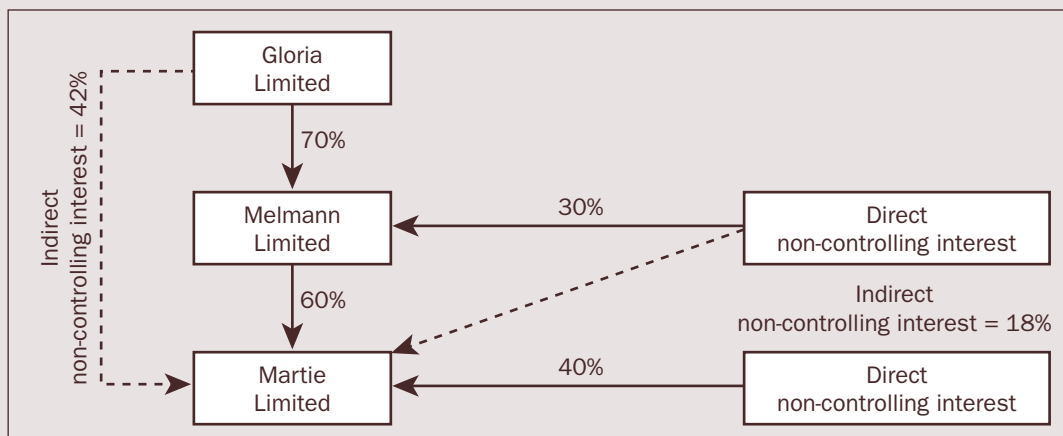 Gloria
Limited
Indirect
non-controlling interest = 42%
70%
Melmann
Limited
30%
Direct
non-controlling interest
60%
Indirect
non-controlling interest = 18%
Martie
Limited
40%
Direct
non-controlling interest